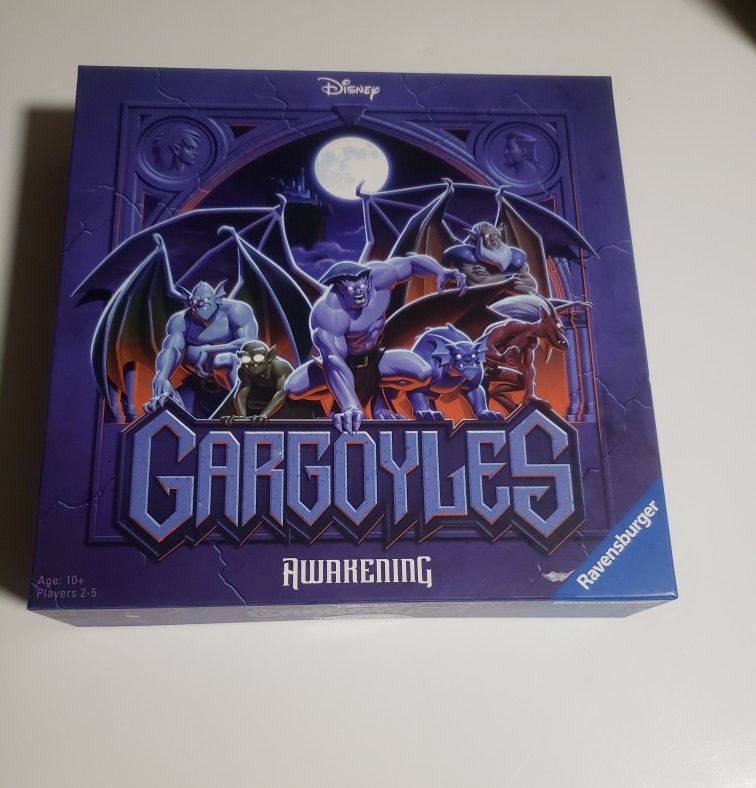 Disney
GARGOYLES
AWAKENING
Age: 10+
Players 2-5
Ravensburger